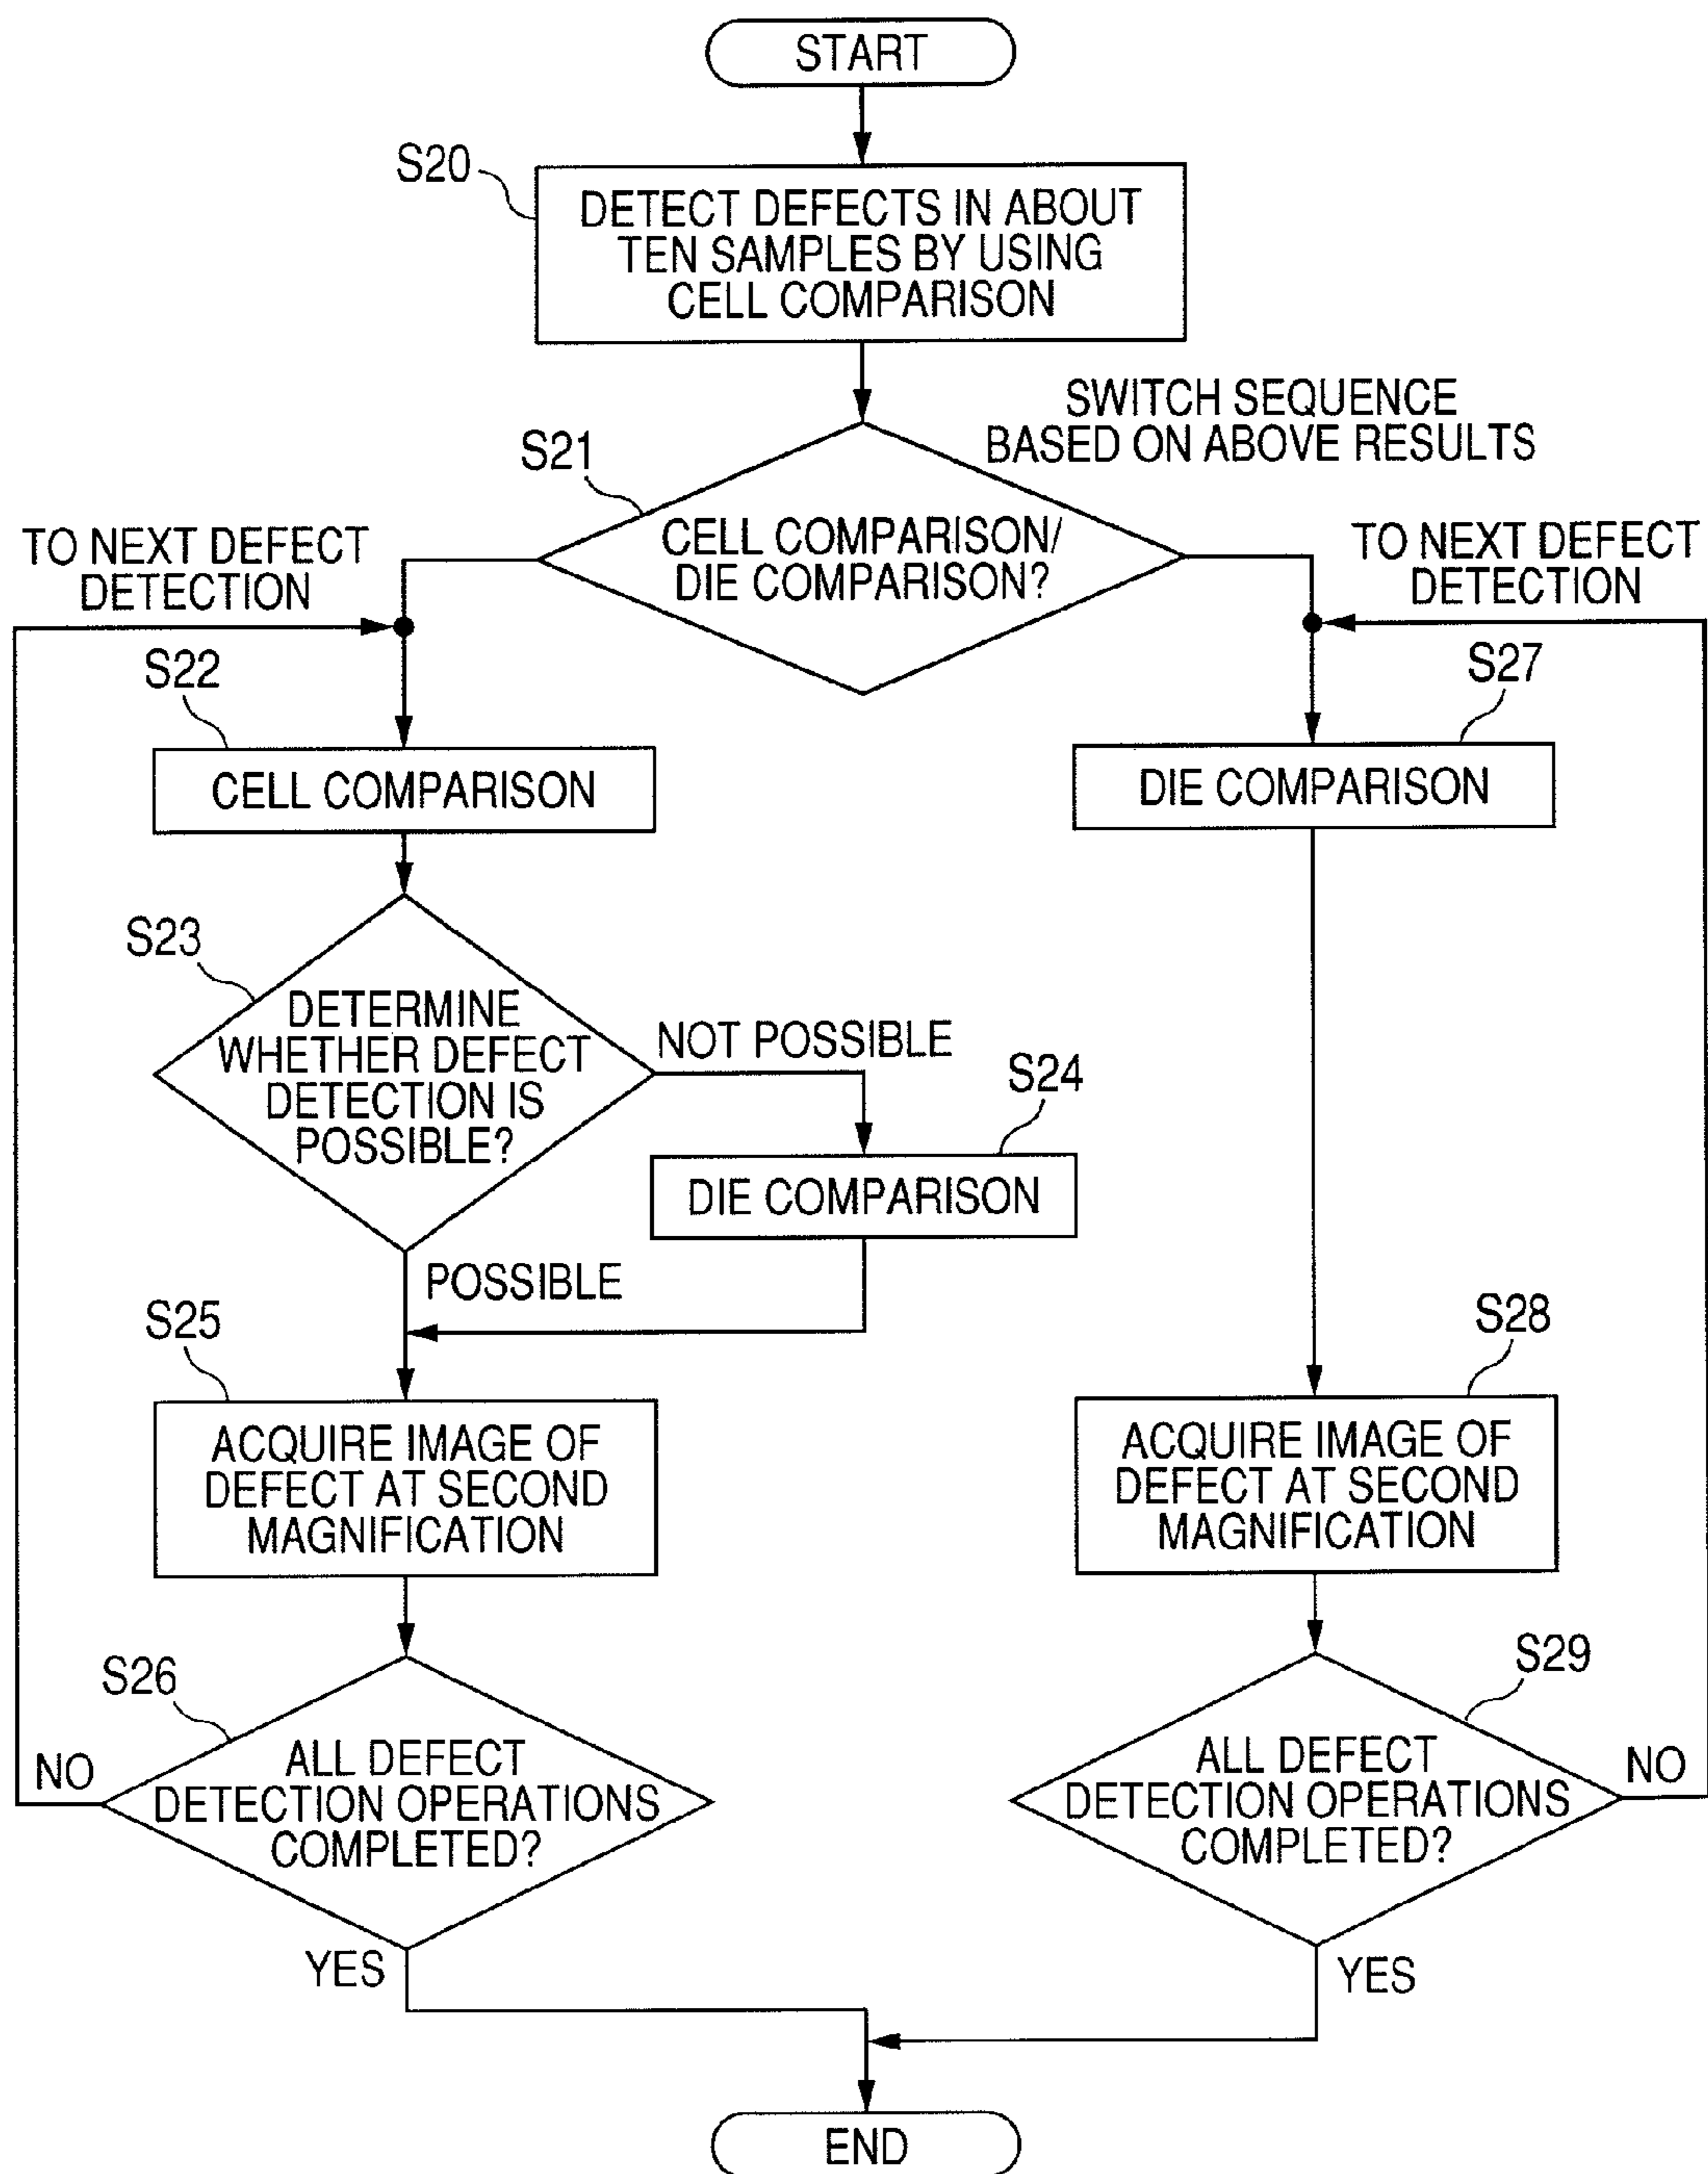 START
S20
DETECT DEFECTS IN ABOUT
TEN SAMPLES BY USING
CELL COMPARISON
SWITCH SEQUENCE
BASED ON ABOVE RESULTS
S21
CELL COMPARISON/
DIE COMPARISON?
TO NEXT DEFECT
DETECTION
TO NEXT DEFECT
DETECTION
S22
CELL COMPARISON
S27
DIE COMPARISON
S23
DETERMINE
WHETHER DEFECT
DETECTION IS
POSSIBLE?
NOT POSSIBLE
S24
DIE COMPARISON
POSSIBLE
S25
ACQUIRE IMAGE OF
DEFECT AT SECOND
MAGNIFICATION
S28
ACQUIRE IMAGE OF
DEFECT AT SECOND
MAGNIFICATION
S26
ALL DEFECT
DETECTION OPERATIONS
COMPLETED?
NO
S29
ALL DEFECT
DETECTION OPERATIONS
COMPLETED?
NO
YES
YES
END